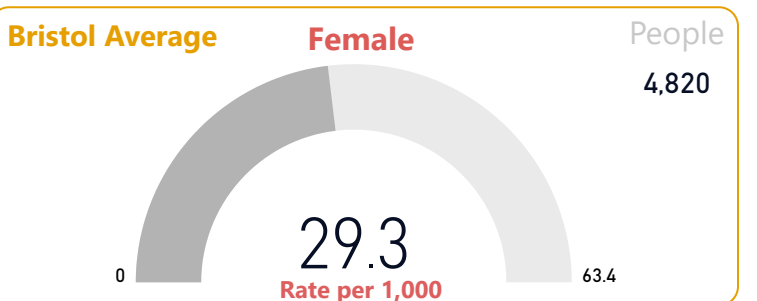 Bristol Average
Female
People
4,820
29.3
0
63.4
Rate per 1,000